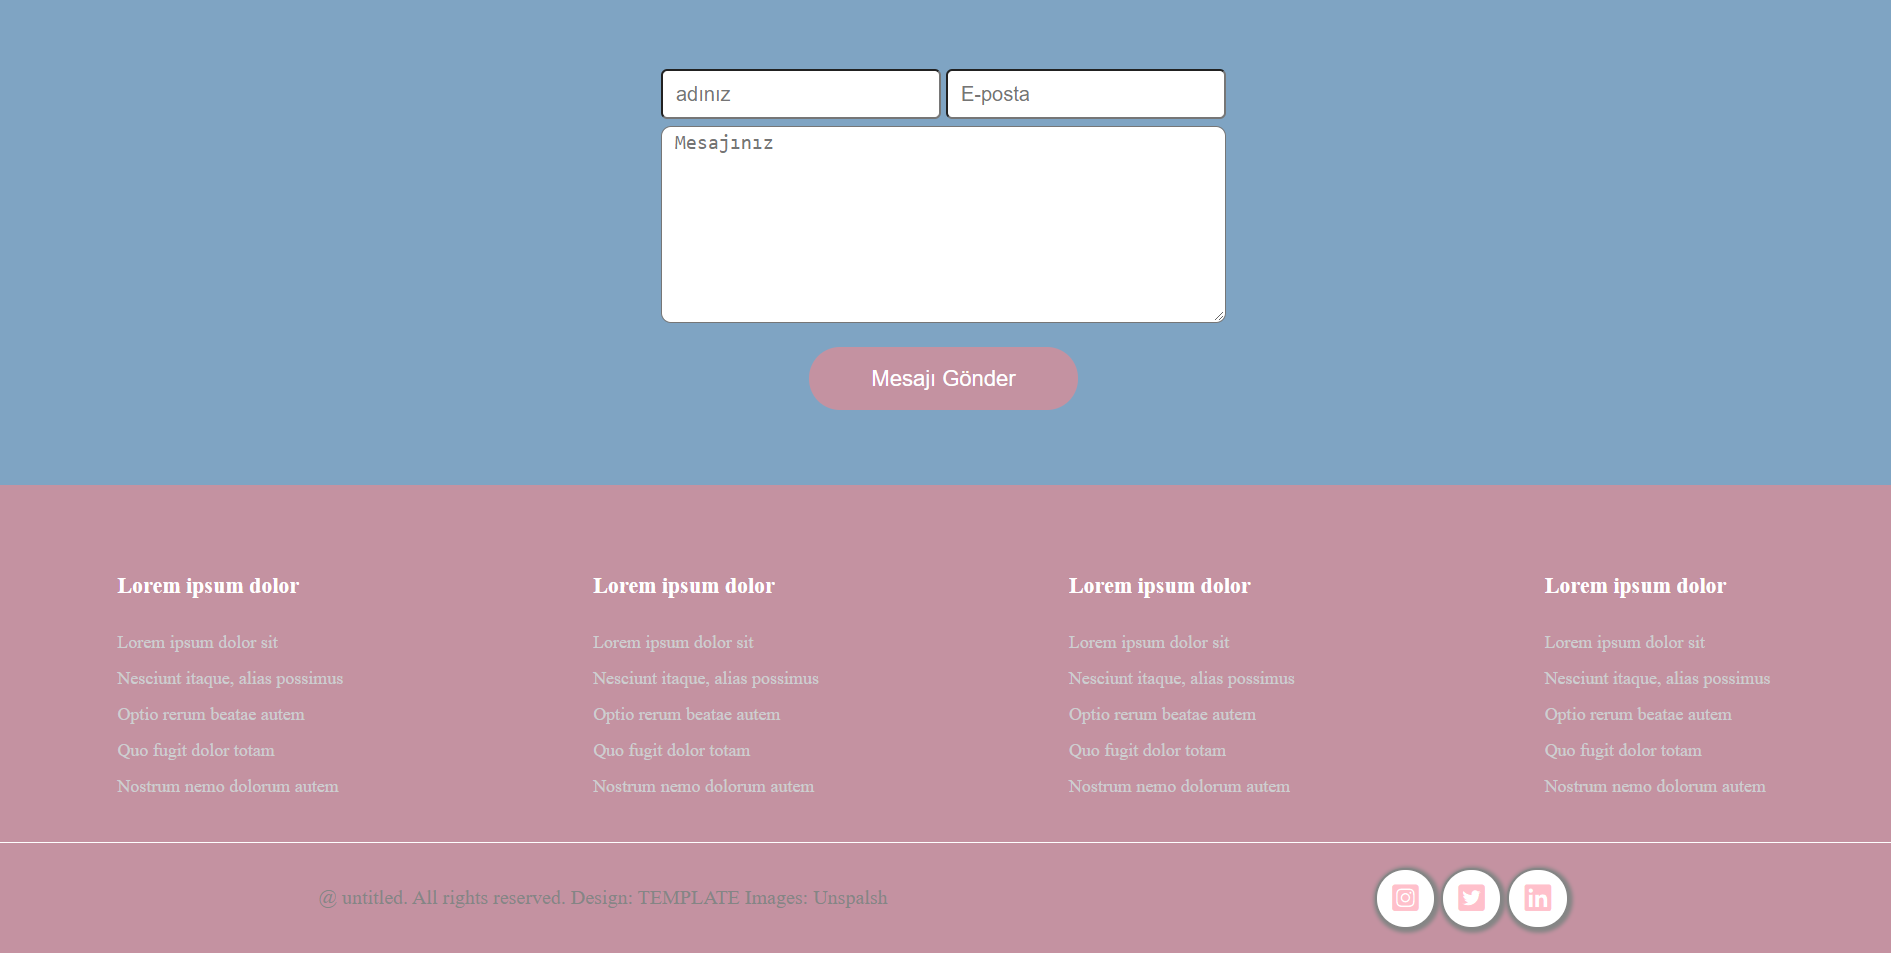 adınız
E-posta
Mesajınız
Mesajı Gönder
Lorem ipsum dolor
Lorem ipsum dolor sit
Nesciunt itaque, alias possimus
Optio rerum beatae autem
Quo fugit dolor totam
Nostrum nemo dolorum autem
Lorem ipsum dolor
Lorem ipsum dolor sit
Nesciunt itaque, alias possimus
Optio rerum beatae autem
Quo fugit dolor totam
Nostrum nemo dolorum autem
Lorem ipsum dolor
Lorem ipsum dolor sit
Nesciunt itaque, alias possimus
Optio rerum beatae autem
Quo fugit dolor totam
Nostrum nemo dolorum autem
Lorem ipsum dolor
Lorem ipsum dolor sit
Nesciunt itaque, alias possimus
Optio rerum beatae autem
Quo fugit dolor totam
Nostrum nemo dolorum autem
@ untitled. All rights reserved. Design: TEMPLATE Images: Unspalsh
in